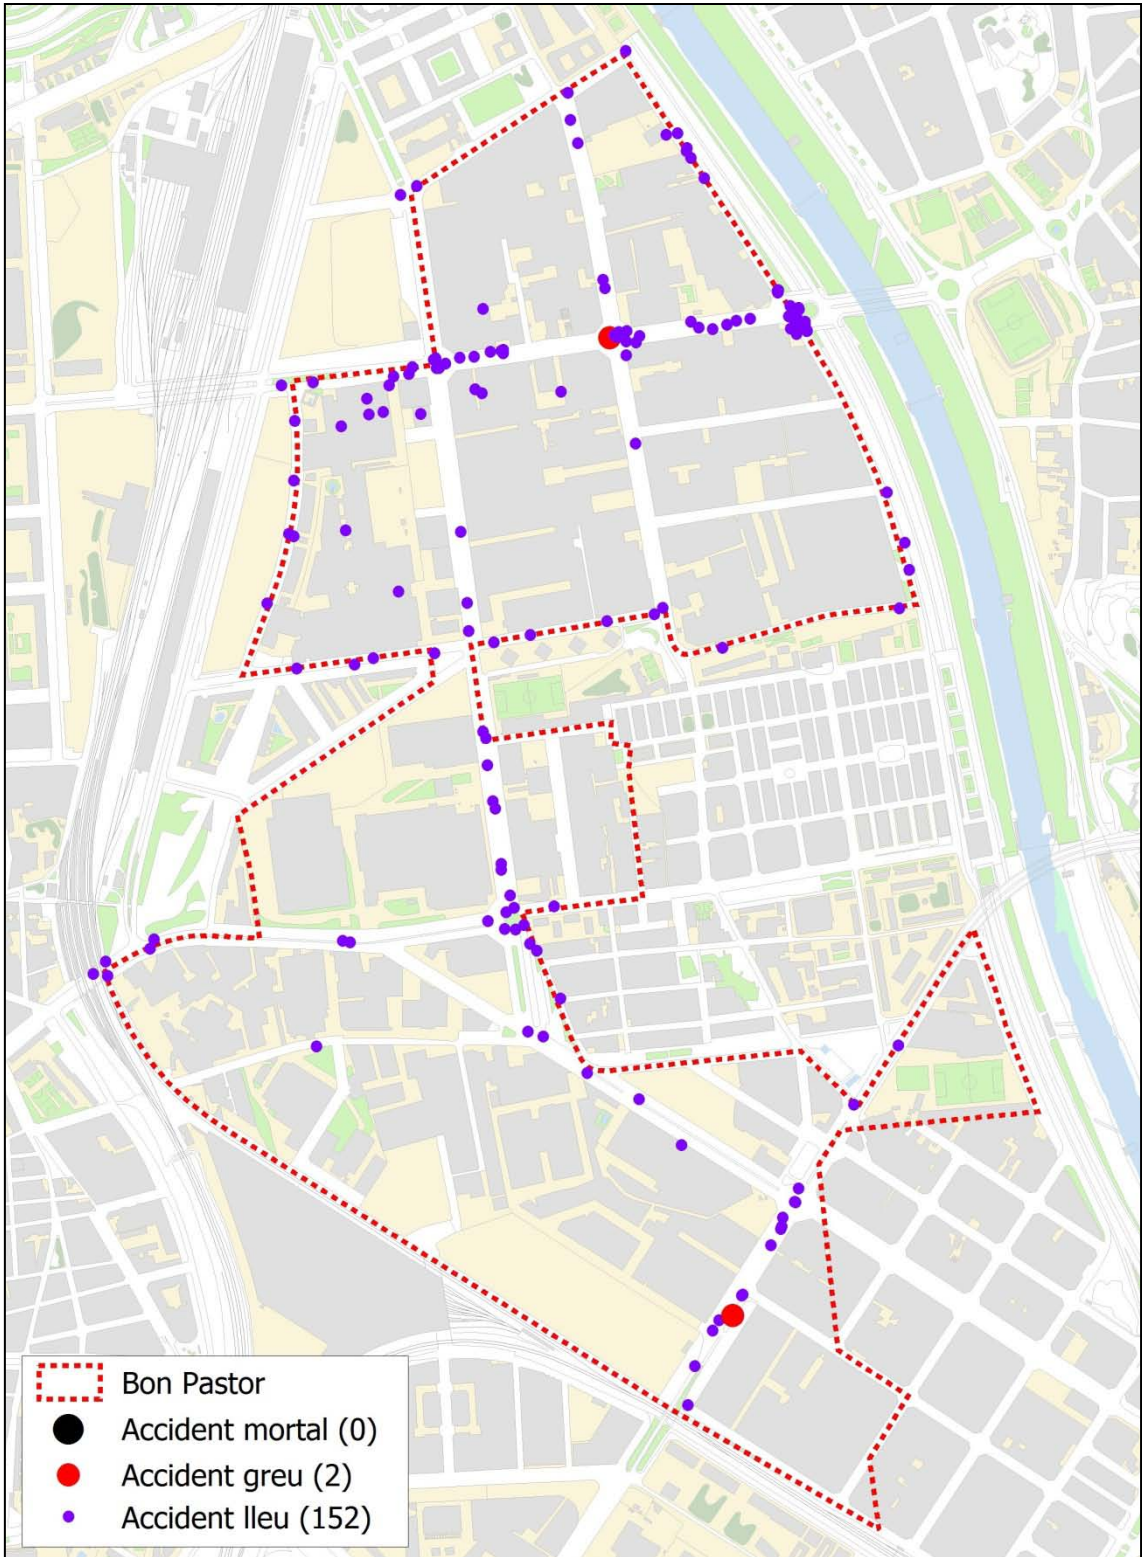 Bon Pastor
Accident mortal (0)
Accident greu (2)
Accident lleu (152)